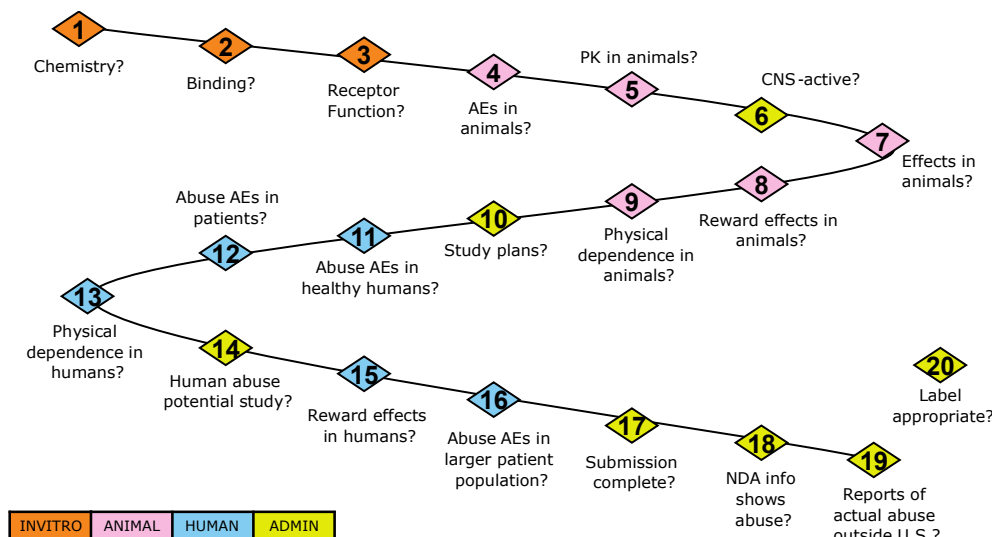 1
Chemistry?
2
Binding?
3
Receptor
Function?
4
AEs in
animals?
PK in animals?
5
CNS-active?
6
7
Effects in
animals?
8
Reward effects in
animals?
9
Physical
dependence in
animals?
10
Study plans?
11
Abuse AEs in
healthy humans?
Abuse AEs in
patients?
12
13
Physical
dependence in
humans?
14
Human abuse
potential study?
15
Reward effects
in humans?
16
Abuse AEs in
larger patient
population?
17
Submission
complete?
18
NDA info
shows
abuse?
19
Reports of
actual abuse
outside U.S.?
20
Label
appropriate?
INVITRO ANIMAL HUMAN ADMIN